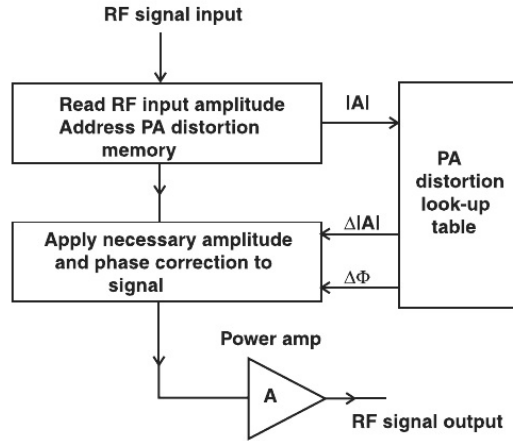 RF signal input
Read RF input amplitude
Address PA distortion
memory
|A|
PA
distortion
look-up
table
Δ|A|
Apply necessary amplitude
and phase correction to
signal
ΔΦ
Power amp
A
RF signal output